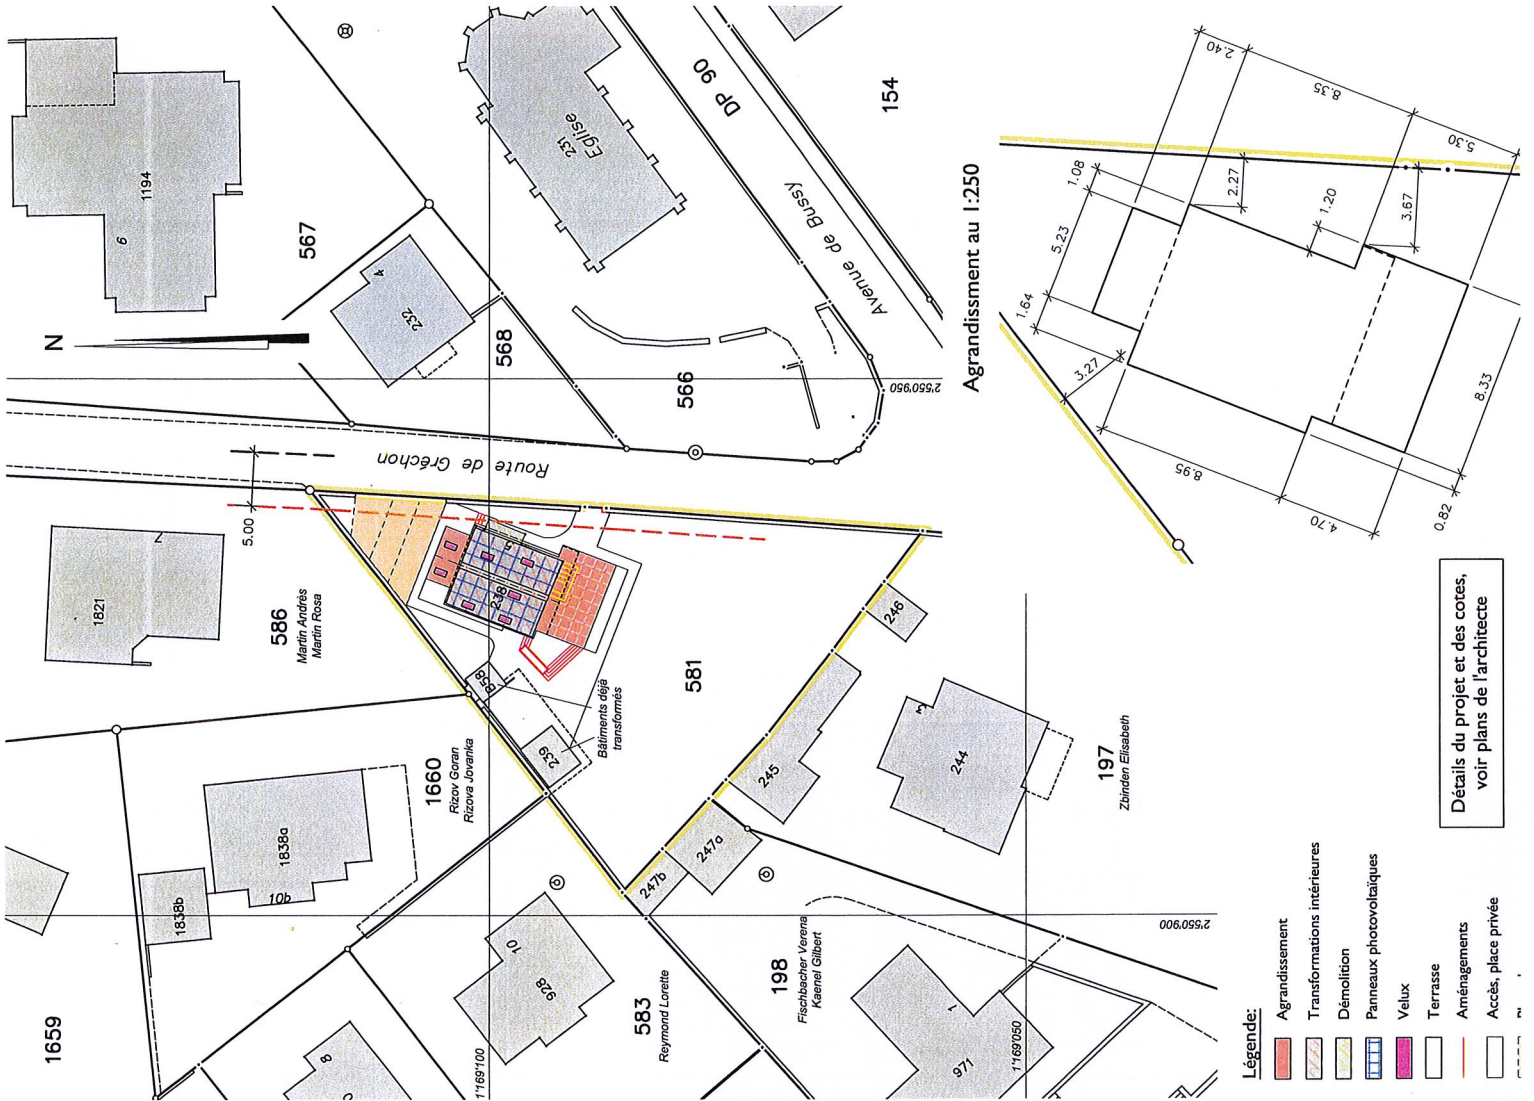 1194
6
567
N
232
4
568
566
231
Eglise
DP 90
154
Avenue de Bussy
2'550'950
Route de Gréchon
5.00
1821
7
586
Martin Andrès
Martin Rosa
238
5
B58
239
Bâtiments déjà
transformés
581
246
245
244
3
197
Zbinden Elisabeth
1660
Rizov Goran
Rizova Jovanka
1838a
10b
1838b
1659
8
928
10
583
Reymond Lorette
247b
247a
198
Fischbacher Verena
Kaenel Gilbert
971
1
1'169'100
1'169'050
2'550'900
Agrandissment au 1:250
2.40
8.35
5.30
1.08
5.23
1.64
2.27
1.20
3.67
3.27
8.95
4.70
0.82
8.33
Détails du projet et des cotes,
voir plans de l'architecte
Légende:
Agrandissement
Transformations intérieures
Démolition
Panneaux photovoltaïques
Velux
Terrasse
Aménagements
Accès, place privée